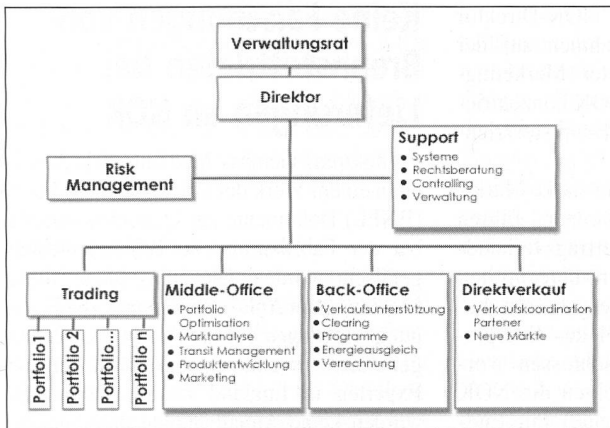 Verwaltungsrat
Direktor
Support
• Systeme
• Rechtsberatung
• Controlling
• Verwaltung
Risk
Management
Trading
Portfolio1
Portfolio 2
Portfolio...
Portfolio n
Middle-Office
• Portfolio
Optimisation
• Marktanalyse
• Transit Management
• Produktentwicklung
• Marketing
Back-Office
• Verkaufsunterstützung
• Clearing
• Programme
• Energieausgleich
• Verrechnung
Direktverkauf
• Verkaufskoordination
Partener
• Neue Märkte